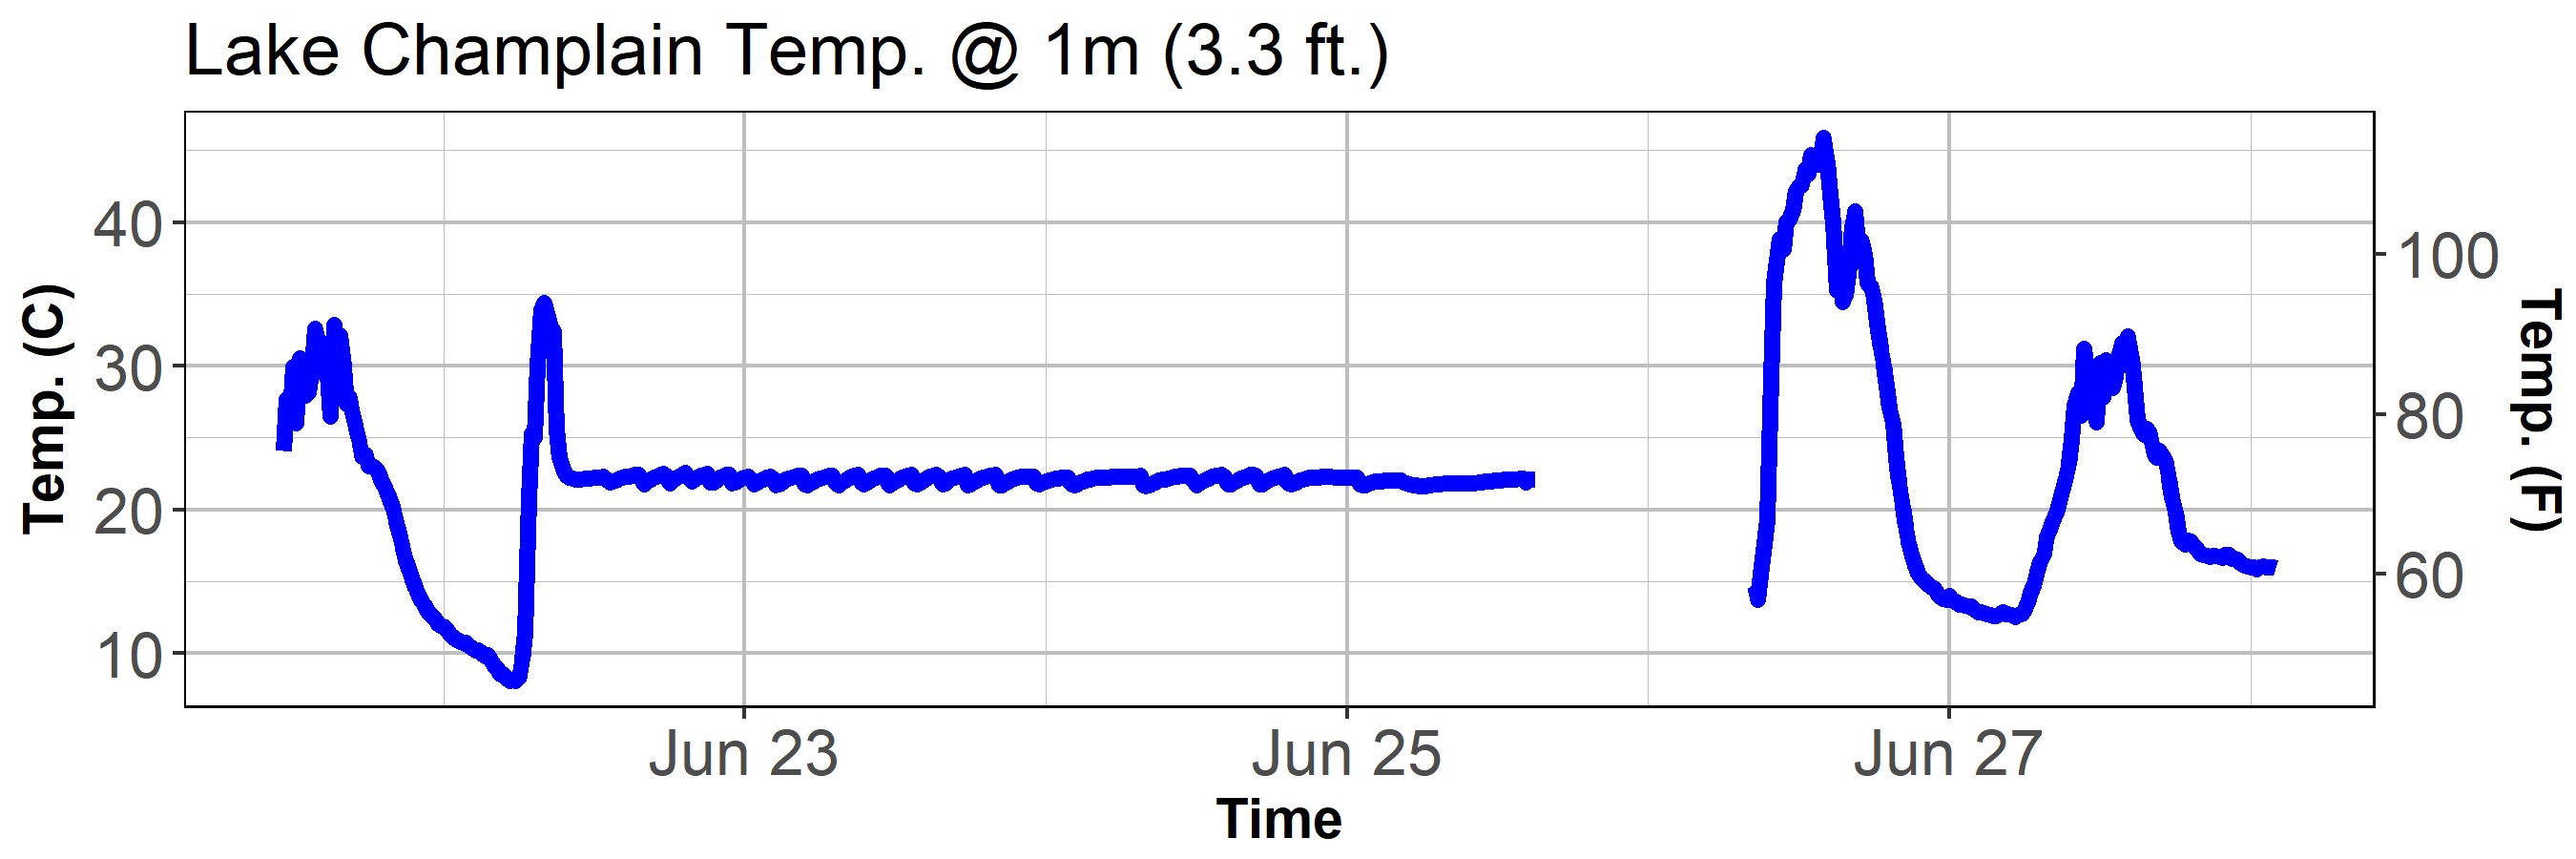 Lake Champlain Temp. @ 1m (3.3 ft.)
Temp. (C)
40
30
20
10
100
80
60
Temp. (F)
Jun 23
Jun 25
Jun 27
Time